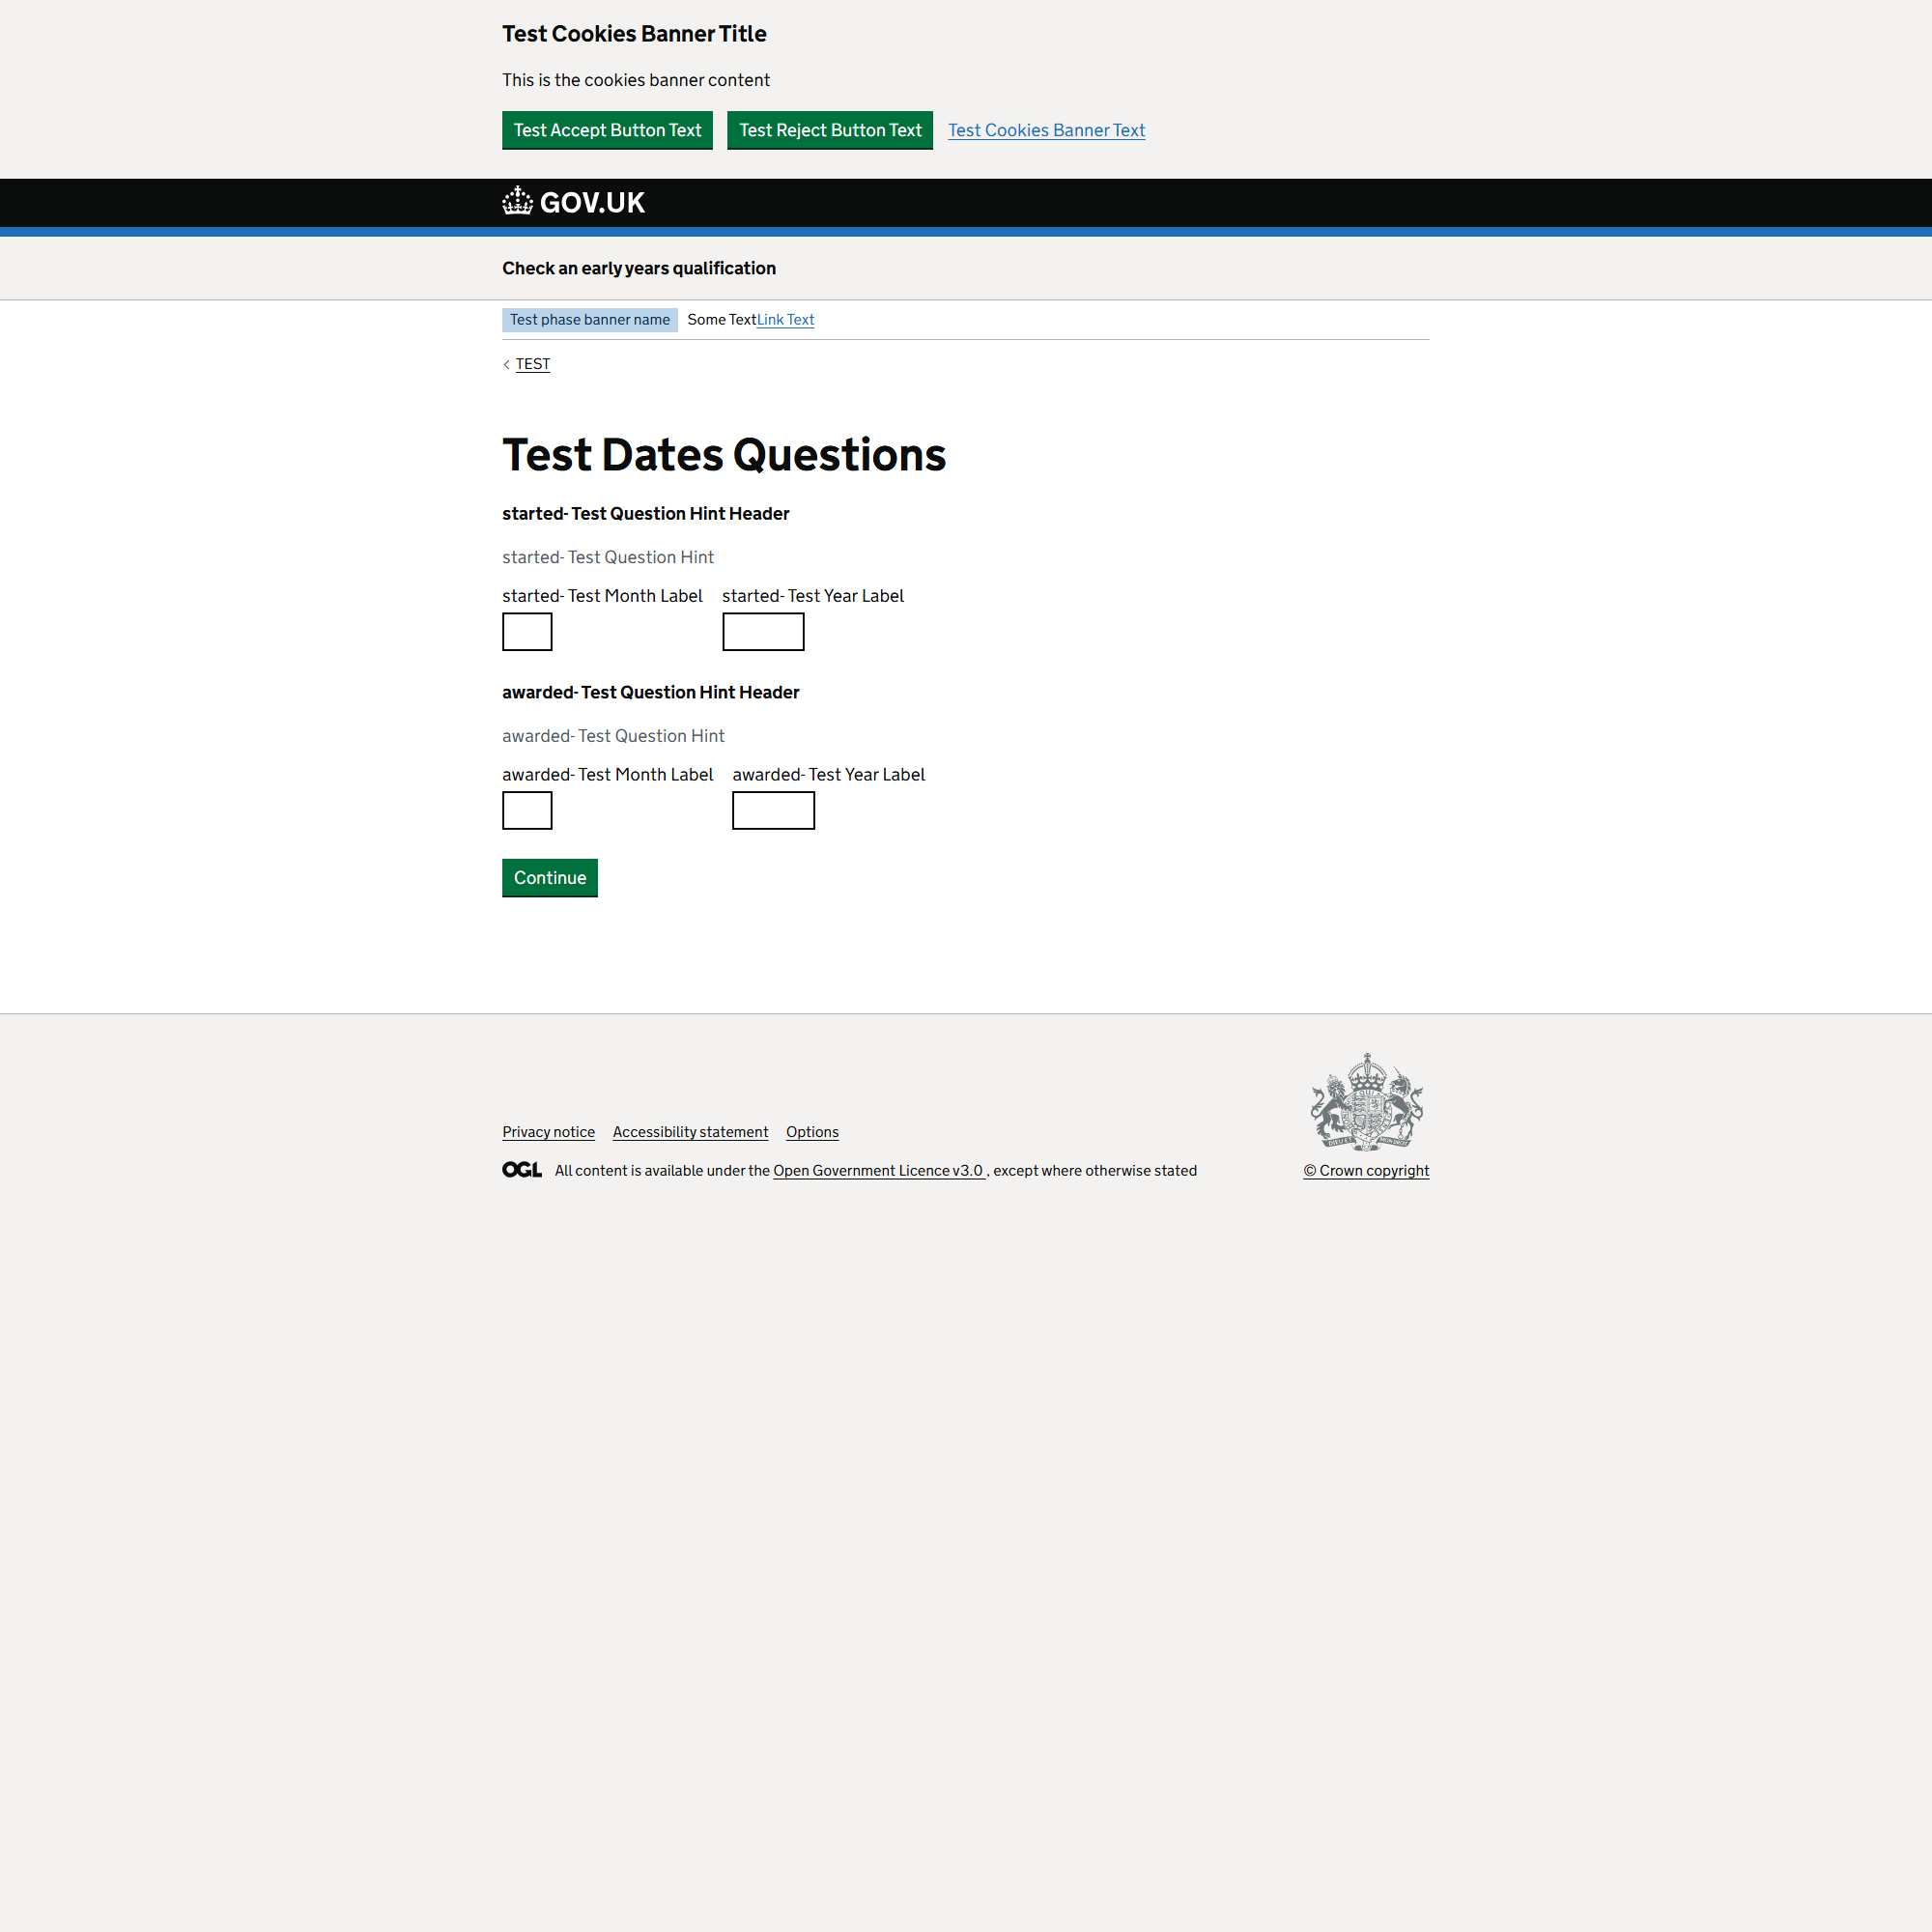 Test Cookies Banner Title
This is the cookies banner content
Test Accept Button Text Test Reject Button Text Test Cookies Banner Text
GOV.UK
Check an early years qualification
Test phase banner name Some TextLink Text
TEST
Test Dates Questions
started- Test Question Hint Header
started- Test Question Hint
started- Test Month Label started- Test Year Label
awarded- Test Question Hint Header
awarded- Test Question Hint
awarded- Test Month Label awarded- Test Year Label
Continue
Privacy notice Accessibility statement Options
OGL All content is available under the Open Government Licence v3.0 , except where otherwise stated
© Crown copyright